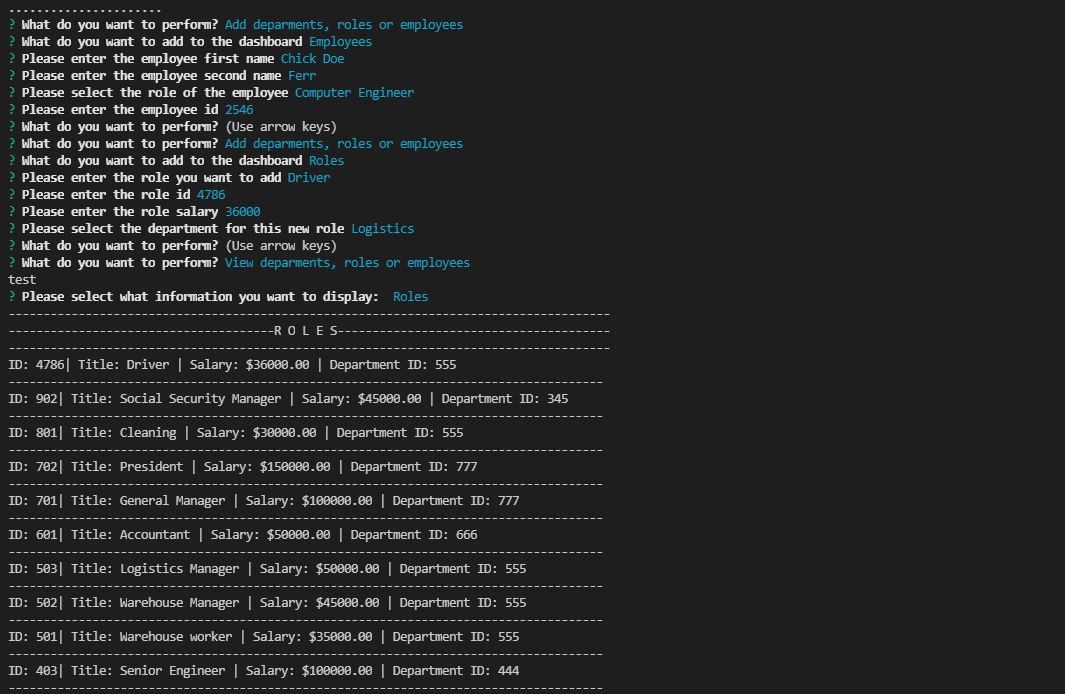 ......................
? What do you want to perform? Add deparments, roles or employees
? What do you want to add to the dashboard Employees
? Please enter the employee first name Chick Doe
? Please enter the employee second name Ferr
? Please select the role of the employee Computer Engineer
? Please enter the employee id 2546
? What do you want to perform? (Use arrow keys)
? What do you want to perform? Add deparments, roles or employees
? What do you want to add to the dashboard Roles
? Please enter the role you want to add Driver
? Please enter the role id 4786
? Please enter the role salary 36000
? Please select the department for this new role Logistics
? What do you want to perform? (Use arrow keys)
? What do you want to perform? View deparments, roles or employees
test
? Please select what information you want to display:  Roles
--------------------------------------------------------------------------------------
--------------------------------------R O L E S---------------------------------------
--------------------------------------------------------------------------------------
ID: 4786| Title: Driver | Salary: $36000.00 | Department ID: 555
-------------------------------------------------------------------------------------
ID: 902| Title: Social Security Manager | Salary: $45000.00 | Department ID: 345
-------------------------------------------------------------------------------------
ID: 801| Title: Cleaning | Salary: $30000.00 | Department ID: 555
-------------------------------------------------------------------------------------
ID: 702| Title: President | Salary: $150000.00 | Department ID: 777
-------------------------------------------------------------------------------------
ID: 701| Title: General Manager | Salary: $100000.00 | Department ID: 777
-------------------------------------------------------------------------------------
ID: 601| Title: Accountant | Salary: $50000.00 | Department ID: 666
-------------------------------------------------------------------------------------
ID: 503| Title: Logistics Manager | Salary: $50000.00 | Department ID: 555
-------------------------------------------------------------------------------------
ID: 502| Title: Warehouse Manager | Salary: $45000.00 | Department ID: 555
-------------------------------------------------------------------------------------
ID: 501| Title: Warehouse worker | Salary: $35000.00 | Department ID: 555
-------------------------------------------------------------------------------------
ID: 403| Title: Senior Engineer | Salary: $100000.00 | Department ID: 444
-------------------------------------------------------------------------------------